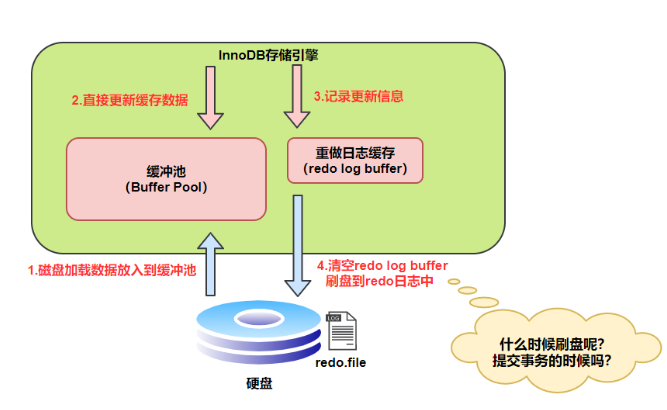 InnoDB存储引擎
2.直接更新缓存数据
3.记录更新信息
缓冲池
（Buffer Pool）
重做日志缓存
（redo log buffer）
1.磁盘加载数据放入到缓冲池
4.清空redo log buffer
刷盘到redo日志中
LOG
redo.file
硬盘
什么时候刷盘呢？
提交事务的时候吗？